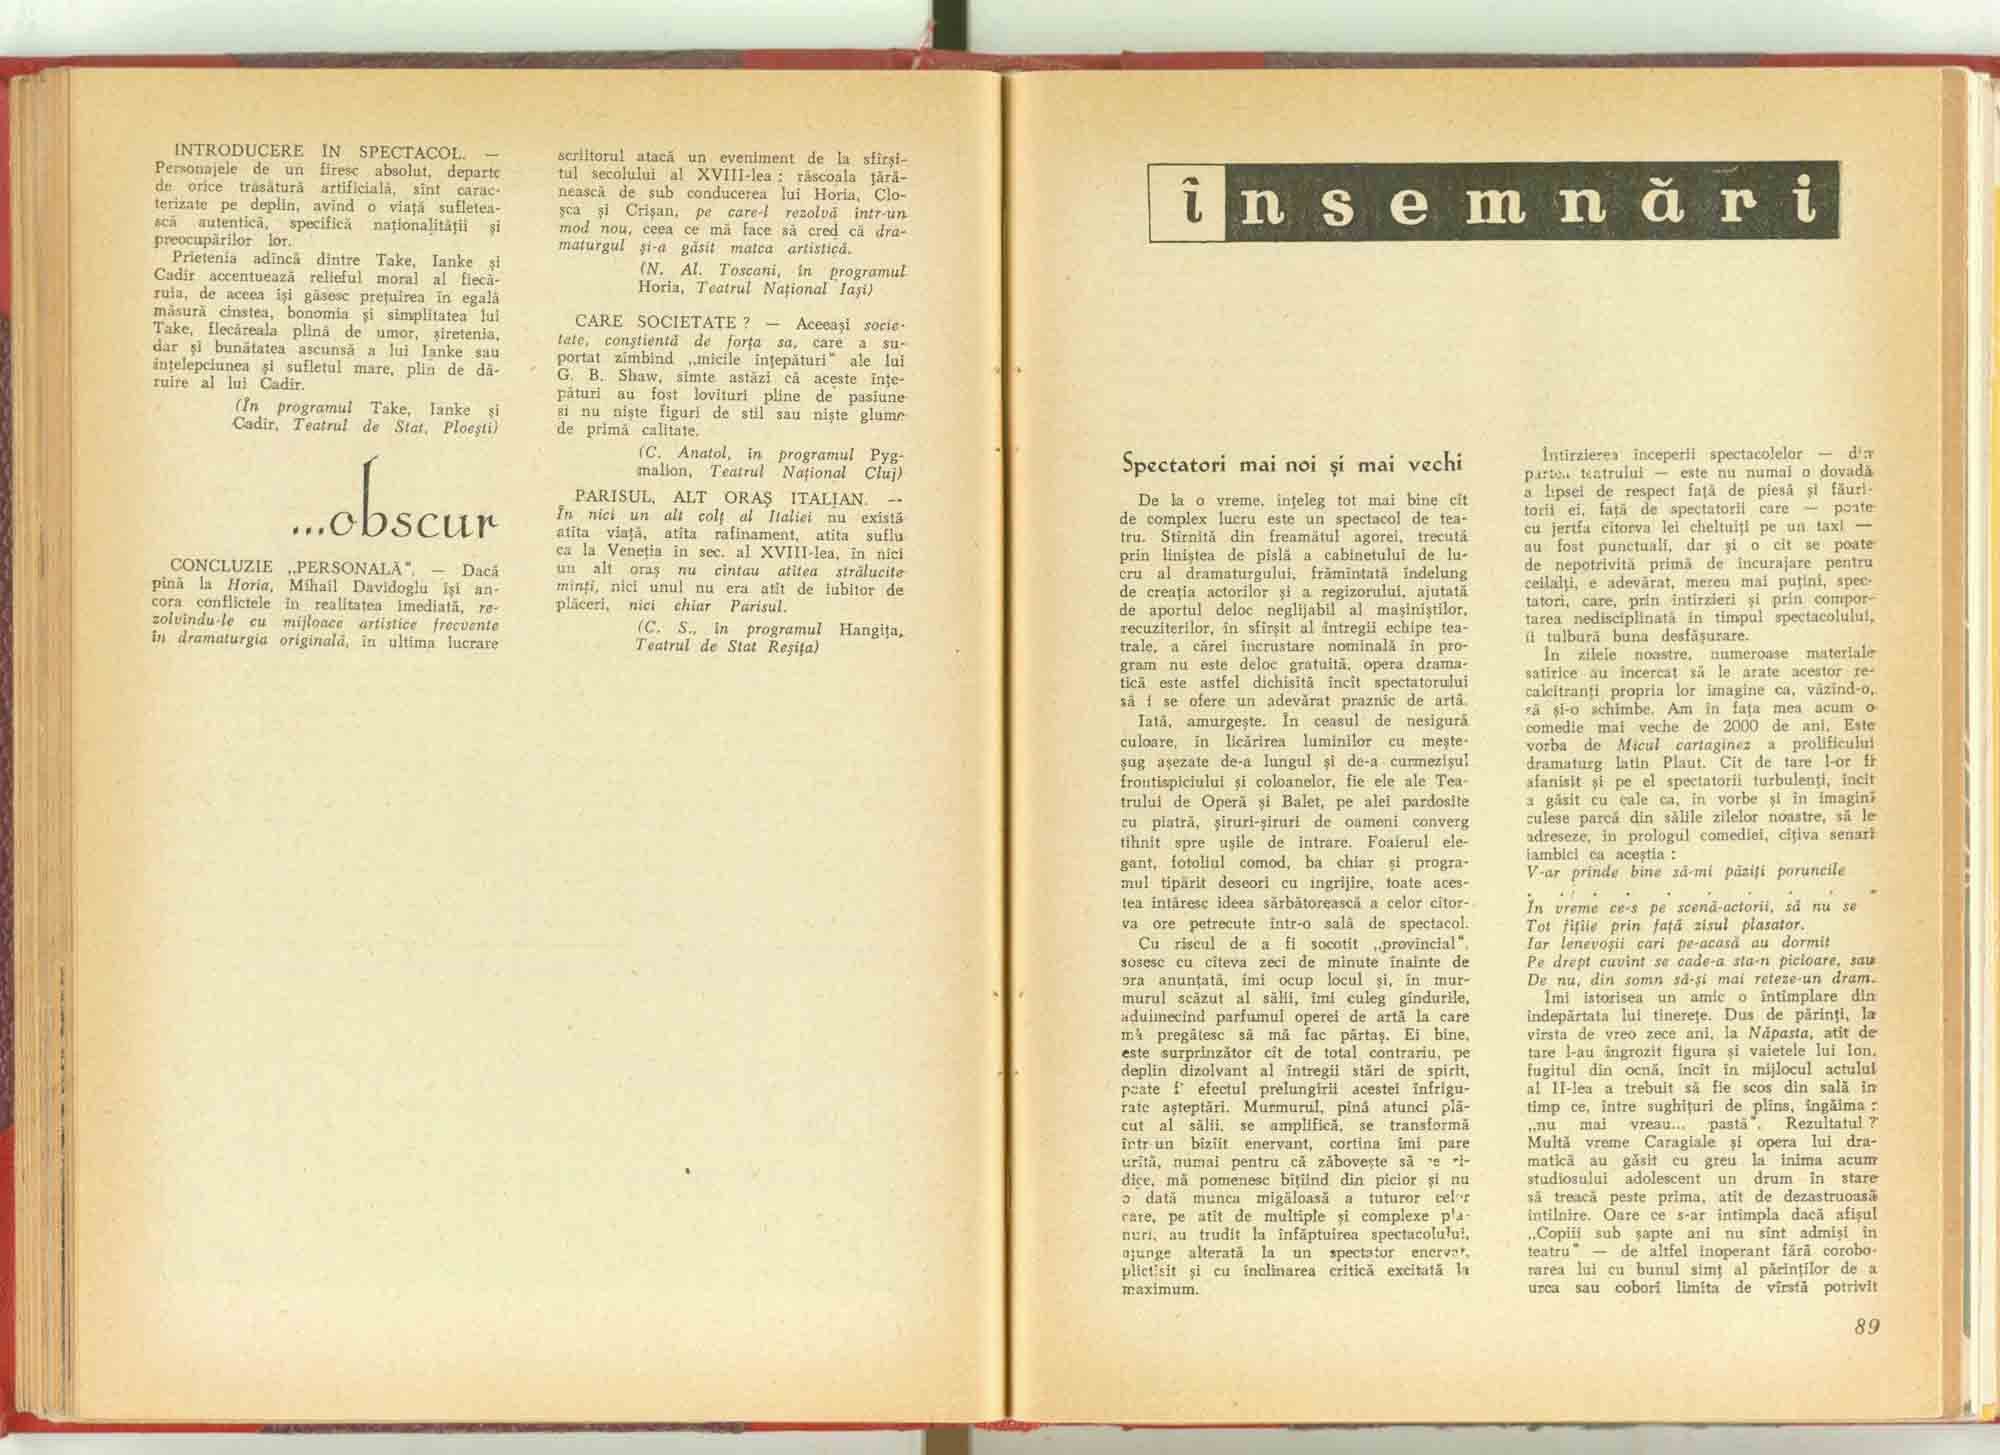 INTRODUCERE IN SPECTACOL. —
Personajele de un firesc absolut, departe
de orice trăsătură artificială, sînt carac-
terizate pe deplin, avînd o viață sufletea-
scă autentică, specifică naționalității și
preocupărilor lor.
Prietenia adîncă dintre Take, Ianke și
Cadîr accentuează relieful moral al fiecă-
ruia, de aceea își găsesc prețuirea în egală
măsură cinstea, bonomia și simplitatea lui
Take, flecăreala plină de umor, șiretenia,
dar și bunătatea ascunsă a lui Ianke sau
înțelepciunea și sufletul mare, plin de dă-
ruire al lui Cadîr.
(În programul Take, Ianke și
Cadîr, Teatrul de Stat, Ploești)
...obscur
CONCLUZIE „PERSONALĂ". — Dacă
pînă la Horia, Mihail Davidoglu își an-
cora conflictele în realitatea imediată, re-
zolvîndu-le cu mijloace artistice frecvente
în dramaturgia originală, în ultima lucrare
scriitorul atacă un eveniment de la sfîrși-
tul secolului al XVIII-lea : răscoala țără-
nească de sub conducerea lui Horia, Clo-
șca și Crișan, pe care-l rezolvă într-un
mod nou, ceea ce mă face să cred că dra-
maturgul și-a găsit matca artistică.
(N. Al. Toscani, în programul
Horia, Teatrul Național Iași)
CARE SOCIETATE ? — Aceeași socie-
tate, conștientă de forța sa, care a su-
portat zîmbind „micile înțepături" ale lui
G. B. Shaw, simte astăzi că aceste înțe-
pături au fost lovituri pline de pasiune
și nu niște figuri de stil sau niște glume
de primă calitate.
(C. Anatol, în programul Pyg-
malion, Teatrul Național Cluj)
PARISUL, ALT ORAȘ ITALIAN. —
În nici un alt colț al Italiei nu există
atîta viață, atîta rafinament, atîta suflu
ca la Veneția în sec. al XVIII-lea, în nici
un alt oraș nu cîntau atîtea strălucite
minți, nici unul nu era atît de iubitor de
plăceri, nici chiar Parisul.
(C. S., în programul Hangița,
Teatrul de Stat Reșița)
însemnări
Spectatori mai noi și mai vechi
De la o vreme, înțeleg tot mai bine cît
de complex lucru este un spectacol de tea-
tru. Stîrnită din freamătul agorei, trecută
prin liniștea de pîslă a cabinetului de lu-
cru al dramaturgului, frămîntată îndelung
de creația actorilor și a regizorului, ajutată
de aportul deloc neglijabil al mașiniștilor,
recuziterilor, în sfîrșit al întregii echipe tea-
trale, a cărei incrustare nominală în pro-
gram nu este deloc gratuită, opera drama-
tică este astfel dichisită încît spectatorului
să i se ofere un adevărat praznic de artă.
Iată, amurgește. În ceasul de nesigură
culoare, în licărirea luminilor cu mește-
șug așezate de-a lungul și de-a curmezișul
frontispiciului și coloanelor, fie ele ale Tea-
trului de Operă și Balet, pe alei pardosite
cu piatră, șiruri-șiruri de oameni converg
tihnit spre ușile de intrare. Foaierul ele-
gant, fotoliul comod, ba chiar și progra-
mul tipărit deseori cu îngrijire, toate aces-
tea întăresc ideea sărbătorească a celor cîtor-
va ore petrecute într-o sală de spectacol.
Cu riscul de a fi socotit „provincial",
sosesc cu cîteva zeci de minute înainte de
ora anunțată, îmi ocup locul și, în mur-
murul scăzut al sălii, îmi culeg gîndurile,
adulmecînd parfumul operei de artă la care
mă pregătesc să mă fac părtaș. Ei bine,
este surprinzător cît de total contrariu, pe
deplin dizolvant al întregii stări de spirit,
poate fi efectul prelungirii acestei înfrigu-
rate așteptări. Murmurul, pînă atunci plă-
cut al sălii, se amplifică, se transformă
într-un bîzîit enervant, cortina îmi pare
urîtă, numai pentru că zăbovește să se ri-
dice, mă pomenesc bîțîind din picior și nu
o dată munca migăloasă a tuturor celor
care, pe atît de multiple și complexe pla-
nuri, au trudit la înfăptuirea spectacolului,
ajunge alterată la un spectator enervat,
plictisit și cu înclinarea critică excitată la
maximum.
Întîrzierea începerii spectacolelor — din
partea teatrului — este nu numai o dovadă
a lipsei de respect față de piesă și făuri-
torii ei, față de spectatorii care — poate
cu jertfa cîtorva lei cheltuiți pe un taxi —
au fost punctuali, dar și o cît se poate
de nepotrivită primă de încurajare pentru
ceilalți, e adevărat, mereu mai puțini, spec-
tatori, care, prin întîrzieri și prin compor-
tarea nedisciplinată în timpul spectacolului,
îi tulbură buna desfășurare.
În zilele noastre, numeroase materiale
satirice au încercat să le arate acestor re-
calcitranți propria lor imagine ca, văzînd-o,
să și-o schimbe. Am în fața mea acum o
comedie mai veche de 2000 de ani. Este
vorba de Micul cartaginez a prolificului
dramaturg latin Plaut. Cît de tare l-or fi
afanisit și pe el spectatorii turbulenți, încît
a găsit cu cale ca, în vorbe și în imagini
culese parcă din sălile zilelor noastre, să le
adreseze, în prologul comediei, cîțiva senari
iambici ca aceștia :
V-ar prinde bine să-mi păziți poruncile
. . . . . . . . . .
În vreme ce-s pe scenă-actorii, să nu se
Tot fîțîie prin față zisul plasator.
Iar lenevoșii cari pe-acasă au dormit
Pe drept cuvînt se cade-a sta-n picioare, sau
De nu, din somn să-și mai reteze-un dram.
Îmi istorisea un amic o întîmplare din
îndepărtata lui tinerețe. Dus de părinți, la
vîrsta de vreo zece ani, la Năpasta, atît de
tare l-au îngrozit figura și vaietele lui Ion,
fugitul din ocnă, încît în mijlocul actului
al II-lea a trebuit să fie scos din sală în
timp ce, între sughițuri de plîns, îngăima :
„nu mai vreau... pastă". Rezultatul ?
Multă vreme Caragiale și opera lui dra-
matică au găsit cu greu la inima acum
studiosului adolescent un drum în stare
să treacă peste prima, atît de dezastruoasă
întîlnire. Oare ce s-ar întîmpla dacă afișul
„Copiii sub șapte ani nu sînt admiși în
teatru" — de altfel inoperant fără corobo-
rarea lui cu bunul simț al părinților de a
urca sau coborî limita de vîrstă potrivit
89